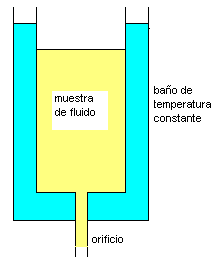 muestra
de fluido
baño de
temperatura
constante
orificio